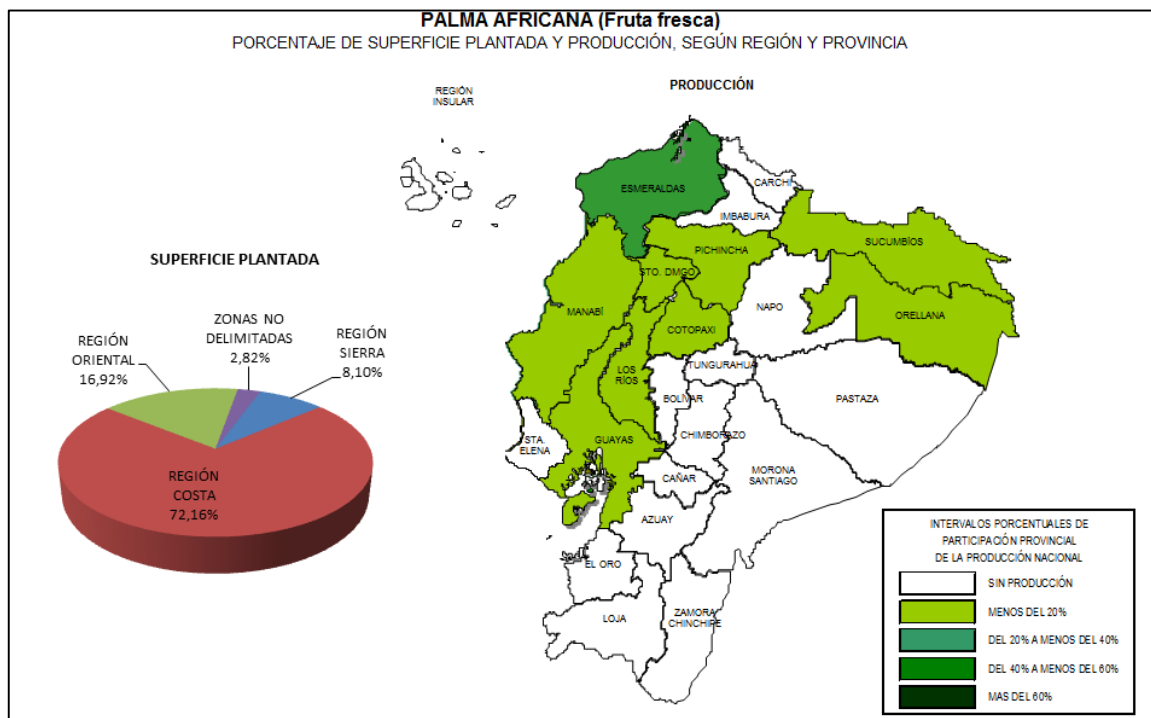 PALMA AFRICANA (Fruta fresca)
PORCENTAJE DE SUPERFICIE PLANTADA Y PRODUCCIÓN, SEGÚN REGIÓN Y PROVINCIA
SUPERFICIE PLANTADA
REGIÓN
ORIENTAL
16,92%
ZONAS NO
DELIMITADAS
2,82%
REGIÓN
SIERRA
8,10%
REGIÓN
COSTA
72,16%
PRODUCCIÓN
REGIÓN
INSULAR
ESMERALDAS
CARCHI
IMBABURA
SUCUMBÍOS
PICHINCHA
STO. DMGO
NAPO
MANABÍ
COTOPAXI
ORELLANA
LOS
RÍOS
TUNGURAHUA
BOLÍVAR
PASTAZA
STA.
ELENA
GUAYAS
CHIMBORAZO
CAÑAR
MORONA
SANTIAGO
AZUAY
EL ORO
LOJA
ZAMORA
CHINCHIPE
INTERVALOS PORCENTUALES DE
PARTICIPACIÓN PROVINCIAL
DE LA PRODUCCIÓN NACIONAL
SIN PRODUCCIÓN
MENOS DEL 20%
DEL 20% A MENOS DEL 40%
DEL 40% A MENOS DEL 60%
MAS DEL 60%